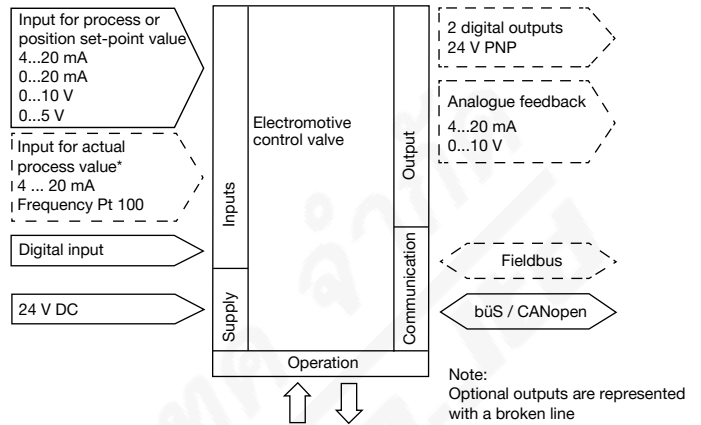 Input for process or
position set-point value
4...20 mA
0...20 mA
0...10 V
0...5 V
Input for actual
process value*
4 ... 20 mA
Frequency Pt 100
Digital input
24 V DC
Inputs
Supply
Electromotive
control valve
Output
Communication
Operation
2 digital outputs
24 V PNP
Analogue feedback
4...20 mA
0...10 V
Fieldbus
büS / CANopen
Note:
Optional outputs are represented
with a broken line